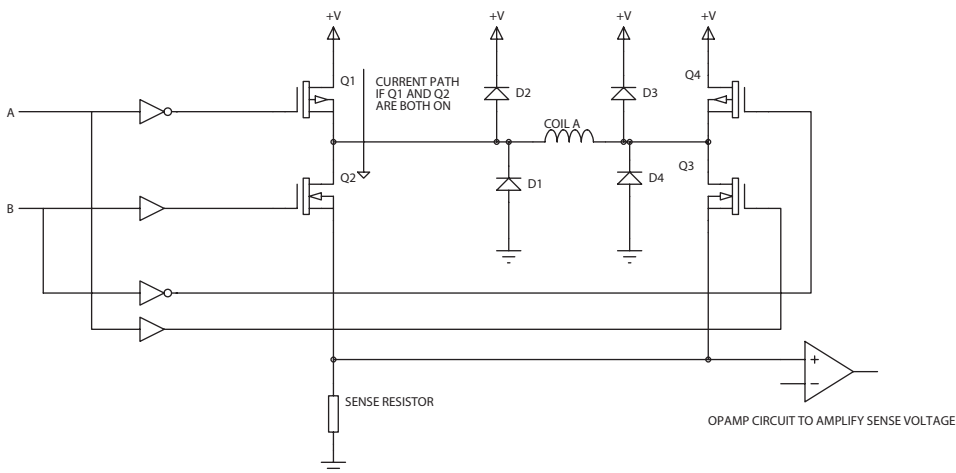 +V
+V
+V
+V
Q1
CURRENT PATH
IF Q1 AND Q2
ARE BOTH ON
D2
D3
Q4
A
COIL A
Q2
D1
D4
Q3
B
+
−
SENSE RESISTOR
OPAMP CIRCUIT TO AMPLIFY SENSE VOLTAGE